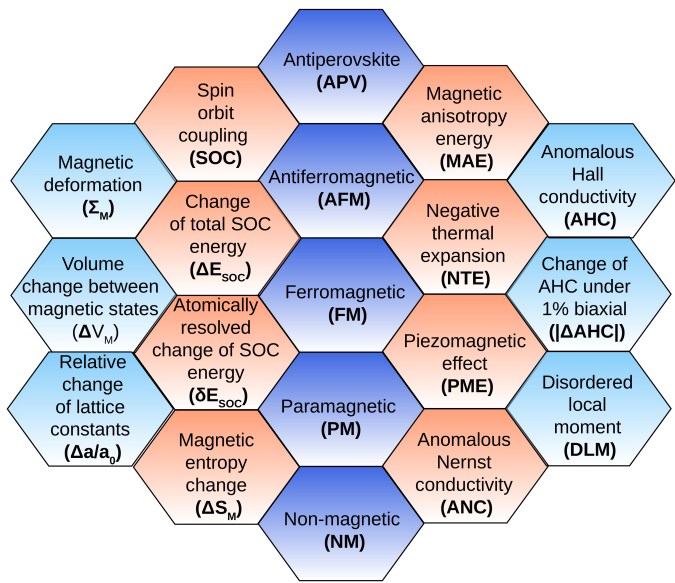 Antiperovskite
(APV)
Spin
orbit
coupling
(SOC)
Magnetic
anisotropy
energy
(MAE)
Magnetic
deformation
(ΣM)
Antiferromagnetic
(AFM)
Anomalous
Hall
conductivity
(AHC)
Change
of total SOC
energy
(ΔESOC)
Negative
thermal
expansion
(NTE)
Volume
change between
magnetic states
(ΔVM)
Ferromagnetic
(FM)
Change of
AHC under
1% biaxial
(|ΔAHC|)
Atomically
resolved
change of SOC
energy
(δESOC)
Piezomagnetic
effect
(PME)
Relative
change
of lattice
constants
(Δa/a0)
Paramagnetic
(PM)
Disordered
local
moment
(DLM)
Magnetic
entropy
change
(ΔSM)
Anomalous
Nernst
conductivity
(ANC)
Non-magnetic
(NM)